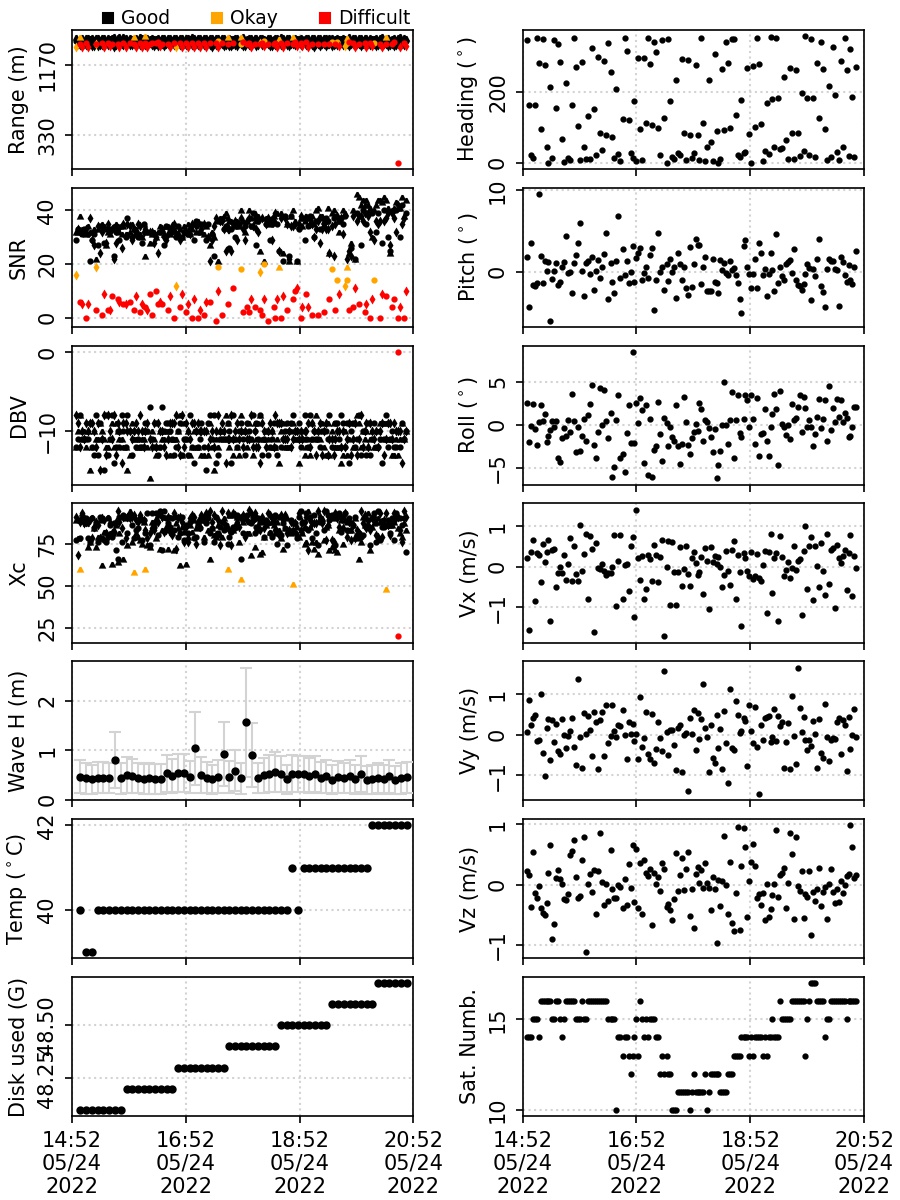 Good Okay Difficult
Range (m) 1170 330
Heading (°) 200 0
SNR 40 20 0
Pitch (°) 10 0
DBV 0 −10
Roll (°) 5 0 −5
Xc 75 50 25
Vx (m/s) 1 0 −1
Wave H (m) 2 1 0
Vy (m/s) 1 0 −1
Temp (°C) 42 40
Vz (m/s) 1 0 −1
Disk used (G) 48.50 48.25
Sat. Numb. 15 10
14:52 16:52 18:52 20:52 14:52 16:52 18:52 20:52
05/24 05/24 05/24 05/24 05/24 05/24 05/24 05/24
2022 2022 2022 2022 2022 2022 2022 2022